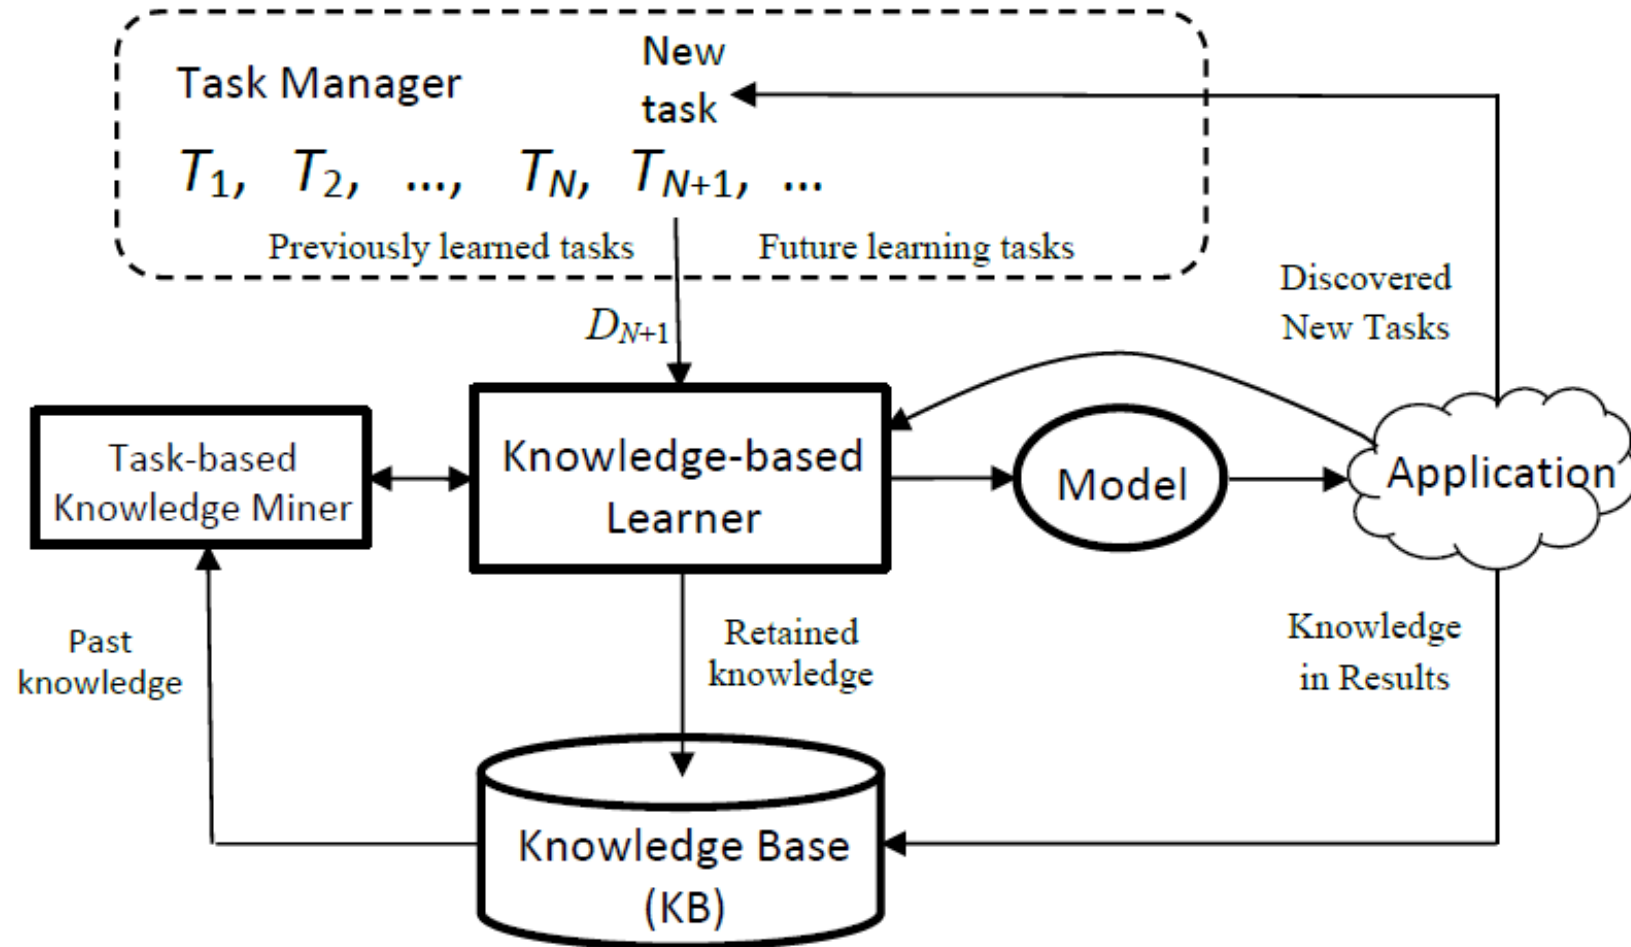 New
Task Manager
task
T1, T2, ..., TN, TN+1, ...
Previously learned tasks
Future learning tasks
Discovered
New Tasks
DN+1
Task-based
Knowledge Miner
Knowledge-based
Learner
Model
Application
Past
knowledge
Retained
knowledge
Knowledge
in Results
Knowledge Base
(KB)